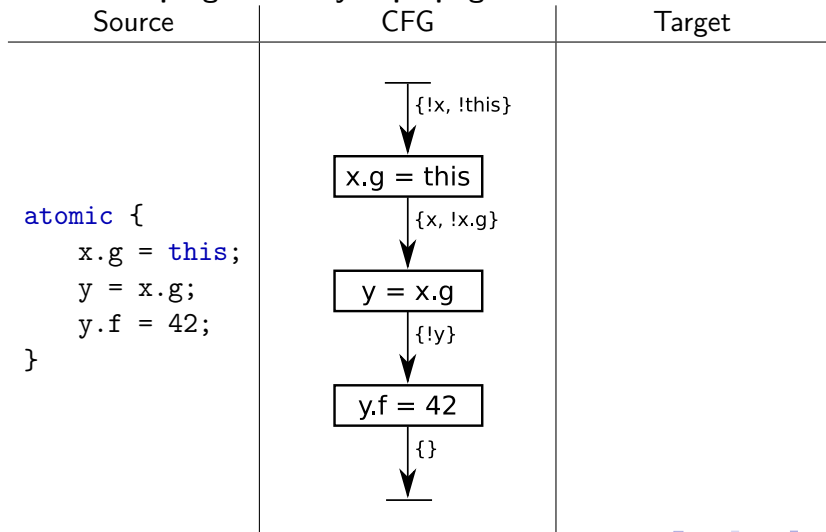 Source
CFG
Target
atomic {
x.g = this;
y = x.g;
y.f = 42;
}
{!x, !this}
x.g = this
{x, !x.g}
y = x.g
{!y}
y.f = 42
{}